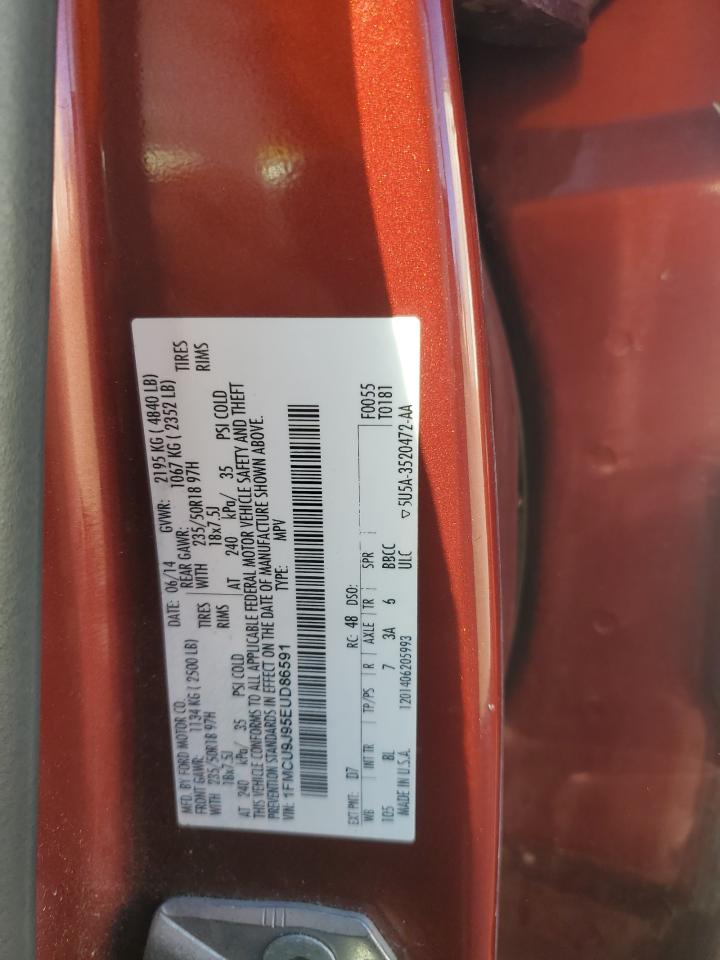 MFD. BY FORD MOTOR CO.
DATE: 06/14 GVWR: 2195 KG ( 4840 LB)
FRONT GAWR: 1134 KG ( 2500 LB) REAR GAWR: 1067 KG ( 2352 LB)
WITH 235/50R18 97H TIRES WITH 235/50R18 97H TIRES
18x7.5J RIMS 18x7.5J RIMS
AT 240 kPa/ 35 PSI COLD AT 240 kPa/ 35 PSI COLD
THIS VEHICLE CONFORMS TO ALL APPLICABLE FEDERAL MOTOR VEHICLE SAFETY AND THEFT
PREVENTION STANDARDS IN EFFECT ON THE DATE OF MANUFACTURE SHOWN ABOVE.
VIN: 1FMCU9J95EUD86591 TYPE: MPV
EXT PNT: D7 RC: 48 DSO: F0055
WB INT TR TP/PS R AXLE TR SPR T0181
105 8L 7 3A 6 BBCC
MADE IN U.S.A. 1201406205993 ULC ▽5U5A-3520472-AA